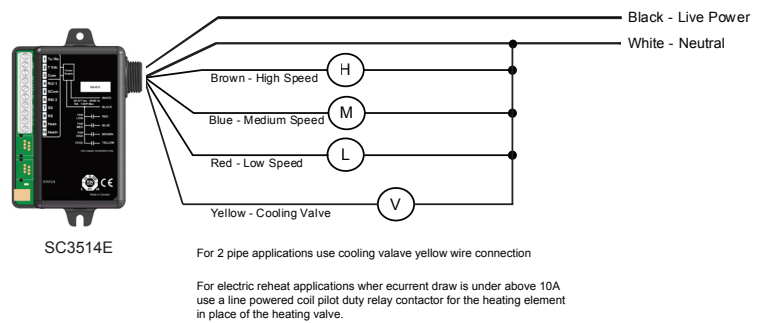 Black - Live Power
White - Neutral
Brown - High Speed
H
Blue - Medium Speed
M
Red - Low Speed
L
Yellow - Cooling Valve
V
STATUS
SC3514E
For 2 pipe applications use cooling valave yellow wire connection
For electric reheat applications wher ecurrent draw is under above 10A
use a line powered coil pilot duty relay contactor for the heating element
in place of the heating valve.